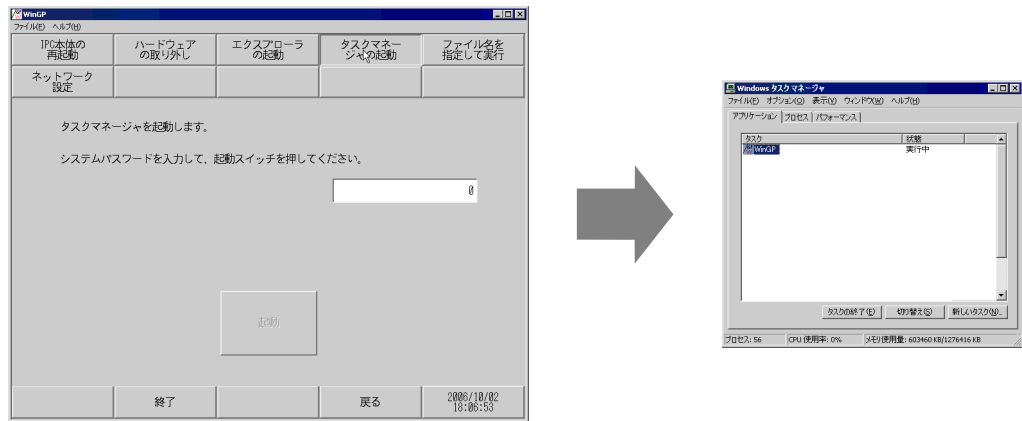 WinGP
ファイル(F) ヘルプ(H)
IPC本体の
再起動
ハードウェア
の取り外し
エクスプローラ
の起動
タスクマネー
ジャの起動
ファイル名を
指定して実行
ネットワーク
設定
タスクマネージャを起動します。
システムパスワードを入力して、起動スイッチを押してください。
0
起動
終了
戻る
2006/10/02
18:06:53
Windows タスク マネージャ
ファイル(F) オプション(O) 表示(V) ウィンドウ(W) ヘルプ(H)
アプリケーション プロセス パフォーマンス
タスク 状態
WinGP 実行中
タスクの終了(E) 切り替え(S) 新しいタスク(N)...
プロセス: 56 CPU 使用率: 0% メモリ使用量: 603460 KB/1276416 KB